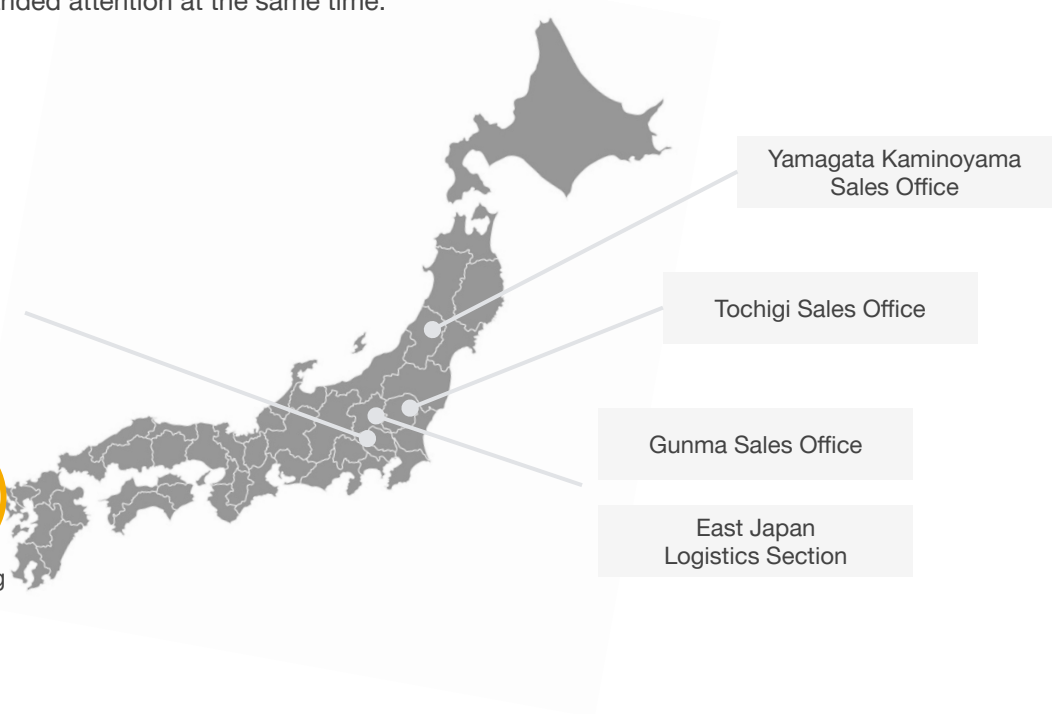 attention at the same time.
Yamagata Kaminoyama
Sales Office
Tochigi Sales Office
Gunma Sales Office
East Japan
Logistics Section